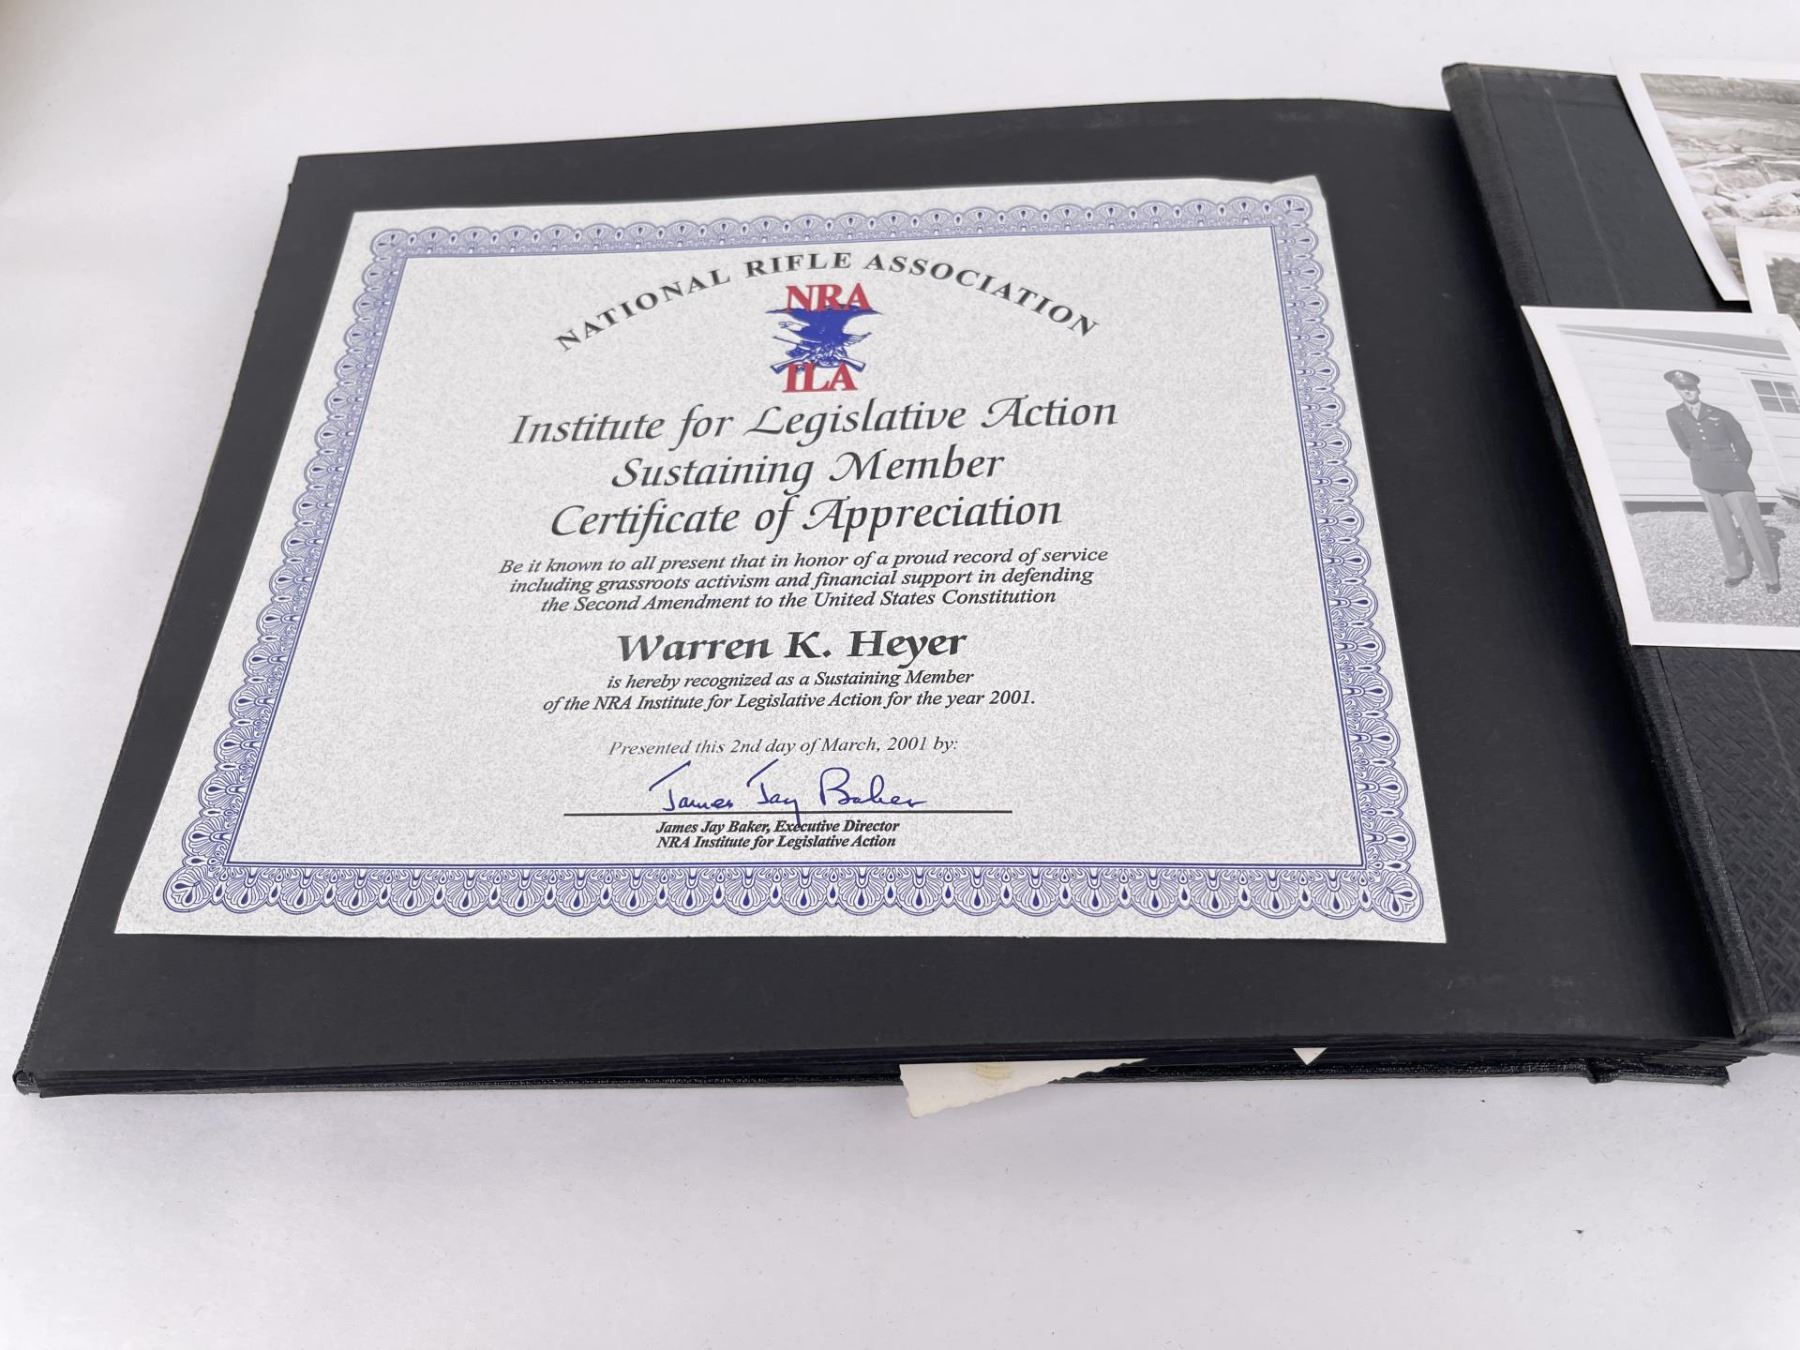 NATIONAL RIFLE ASSOCIATION
NRA
ILA
Institute for Legislative Action
Sustaining Member
Certificate of Appreciation
Be it known to all present that in honor of a proud record of service
including grassroots activism and financial support in defending
the Second Amendment to the United States Constitution
Warren K. Heyer
is hereby recognized as a Sustaining Member
of the NRA Institute for Legislative Action for the year 2001.
Presented this 2nd day of March, 2001 by:
James Jay Baker
James Jay Baker, Executive Director
NRA Institute for Legislative Action